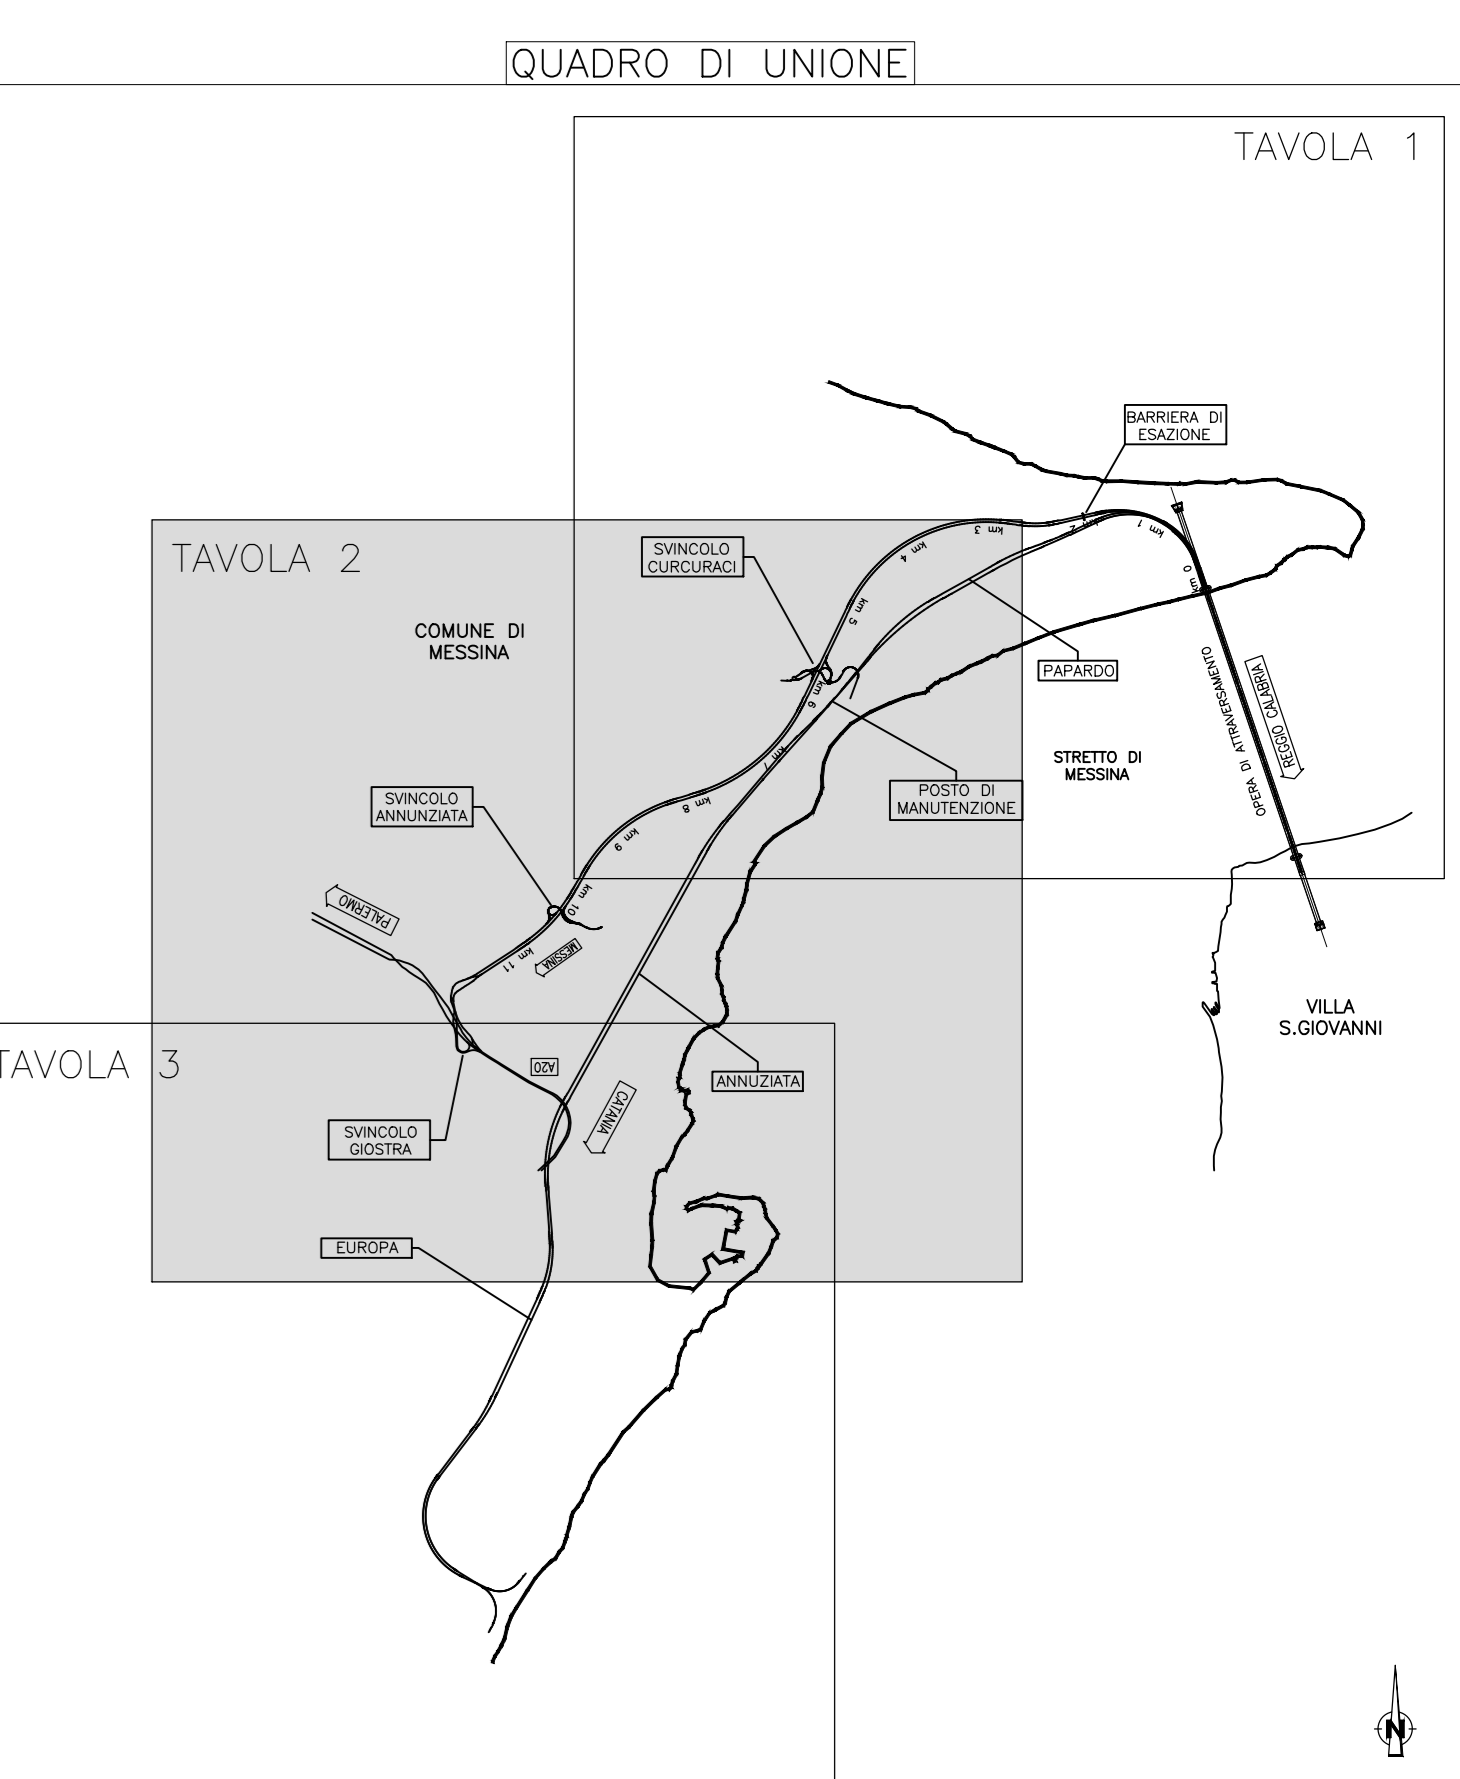 QUADRO DI UNIONE
TAVOLA 1
BARRIERA DI
ESAZIONE
km 0
km 1
km 2
km 3
km 4
km 5
km 6
km 7
km 8
km 9
km 10
km 11
TAVOLA 2
SVINCOLO
CURCURACI
COMUNE DI
MESSINA
PAPARDO
OPERA DI ATTRAVERSAMENTO
REGGIO CALABRIA
STRETTO DI
MESSINA
POSTO DI
MANUTENZIONE
SVINCOLO
ANNUNZIATA
PALERMO
MESSINA
VILLA
S.GIOVANNI
TAVOLA 3
A20
ANNUZIATA
CATANIA
SVINCOLO
GIOSTRA
EUROPA
N